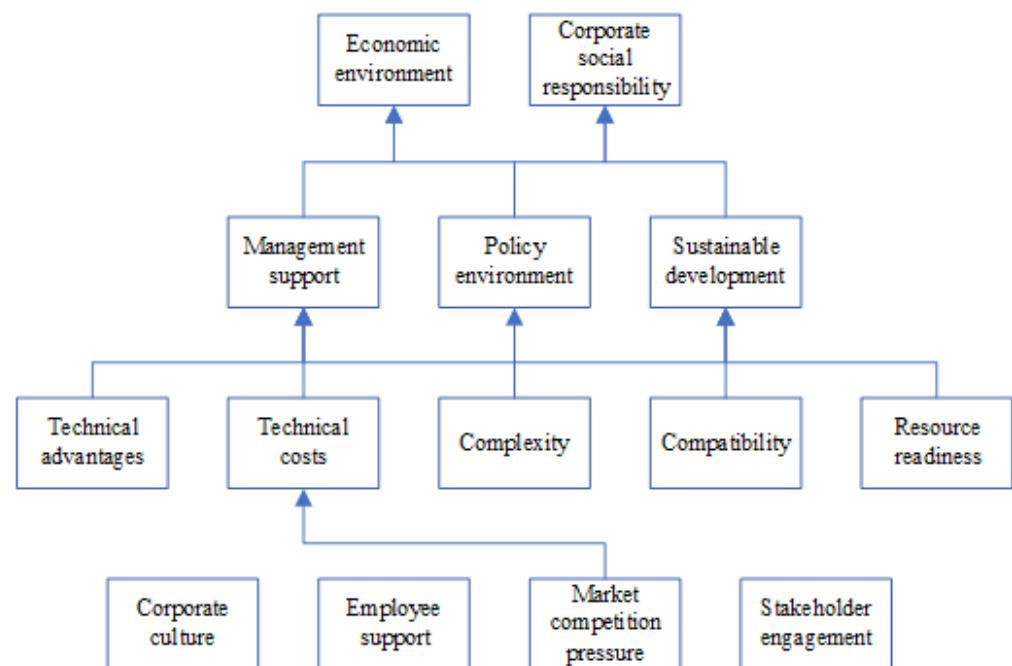 Economic
environment
Corporate
social
responsibility
Management
support
Policy
environment
Sustainable
development
Technical
advantages
Technical
costs
Complexity
Compatibility
Resource
readiness
Corporate
culture
Employee
support
Market
competition
pressure
Stakeholder
engagement